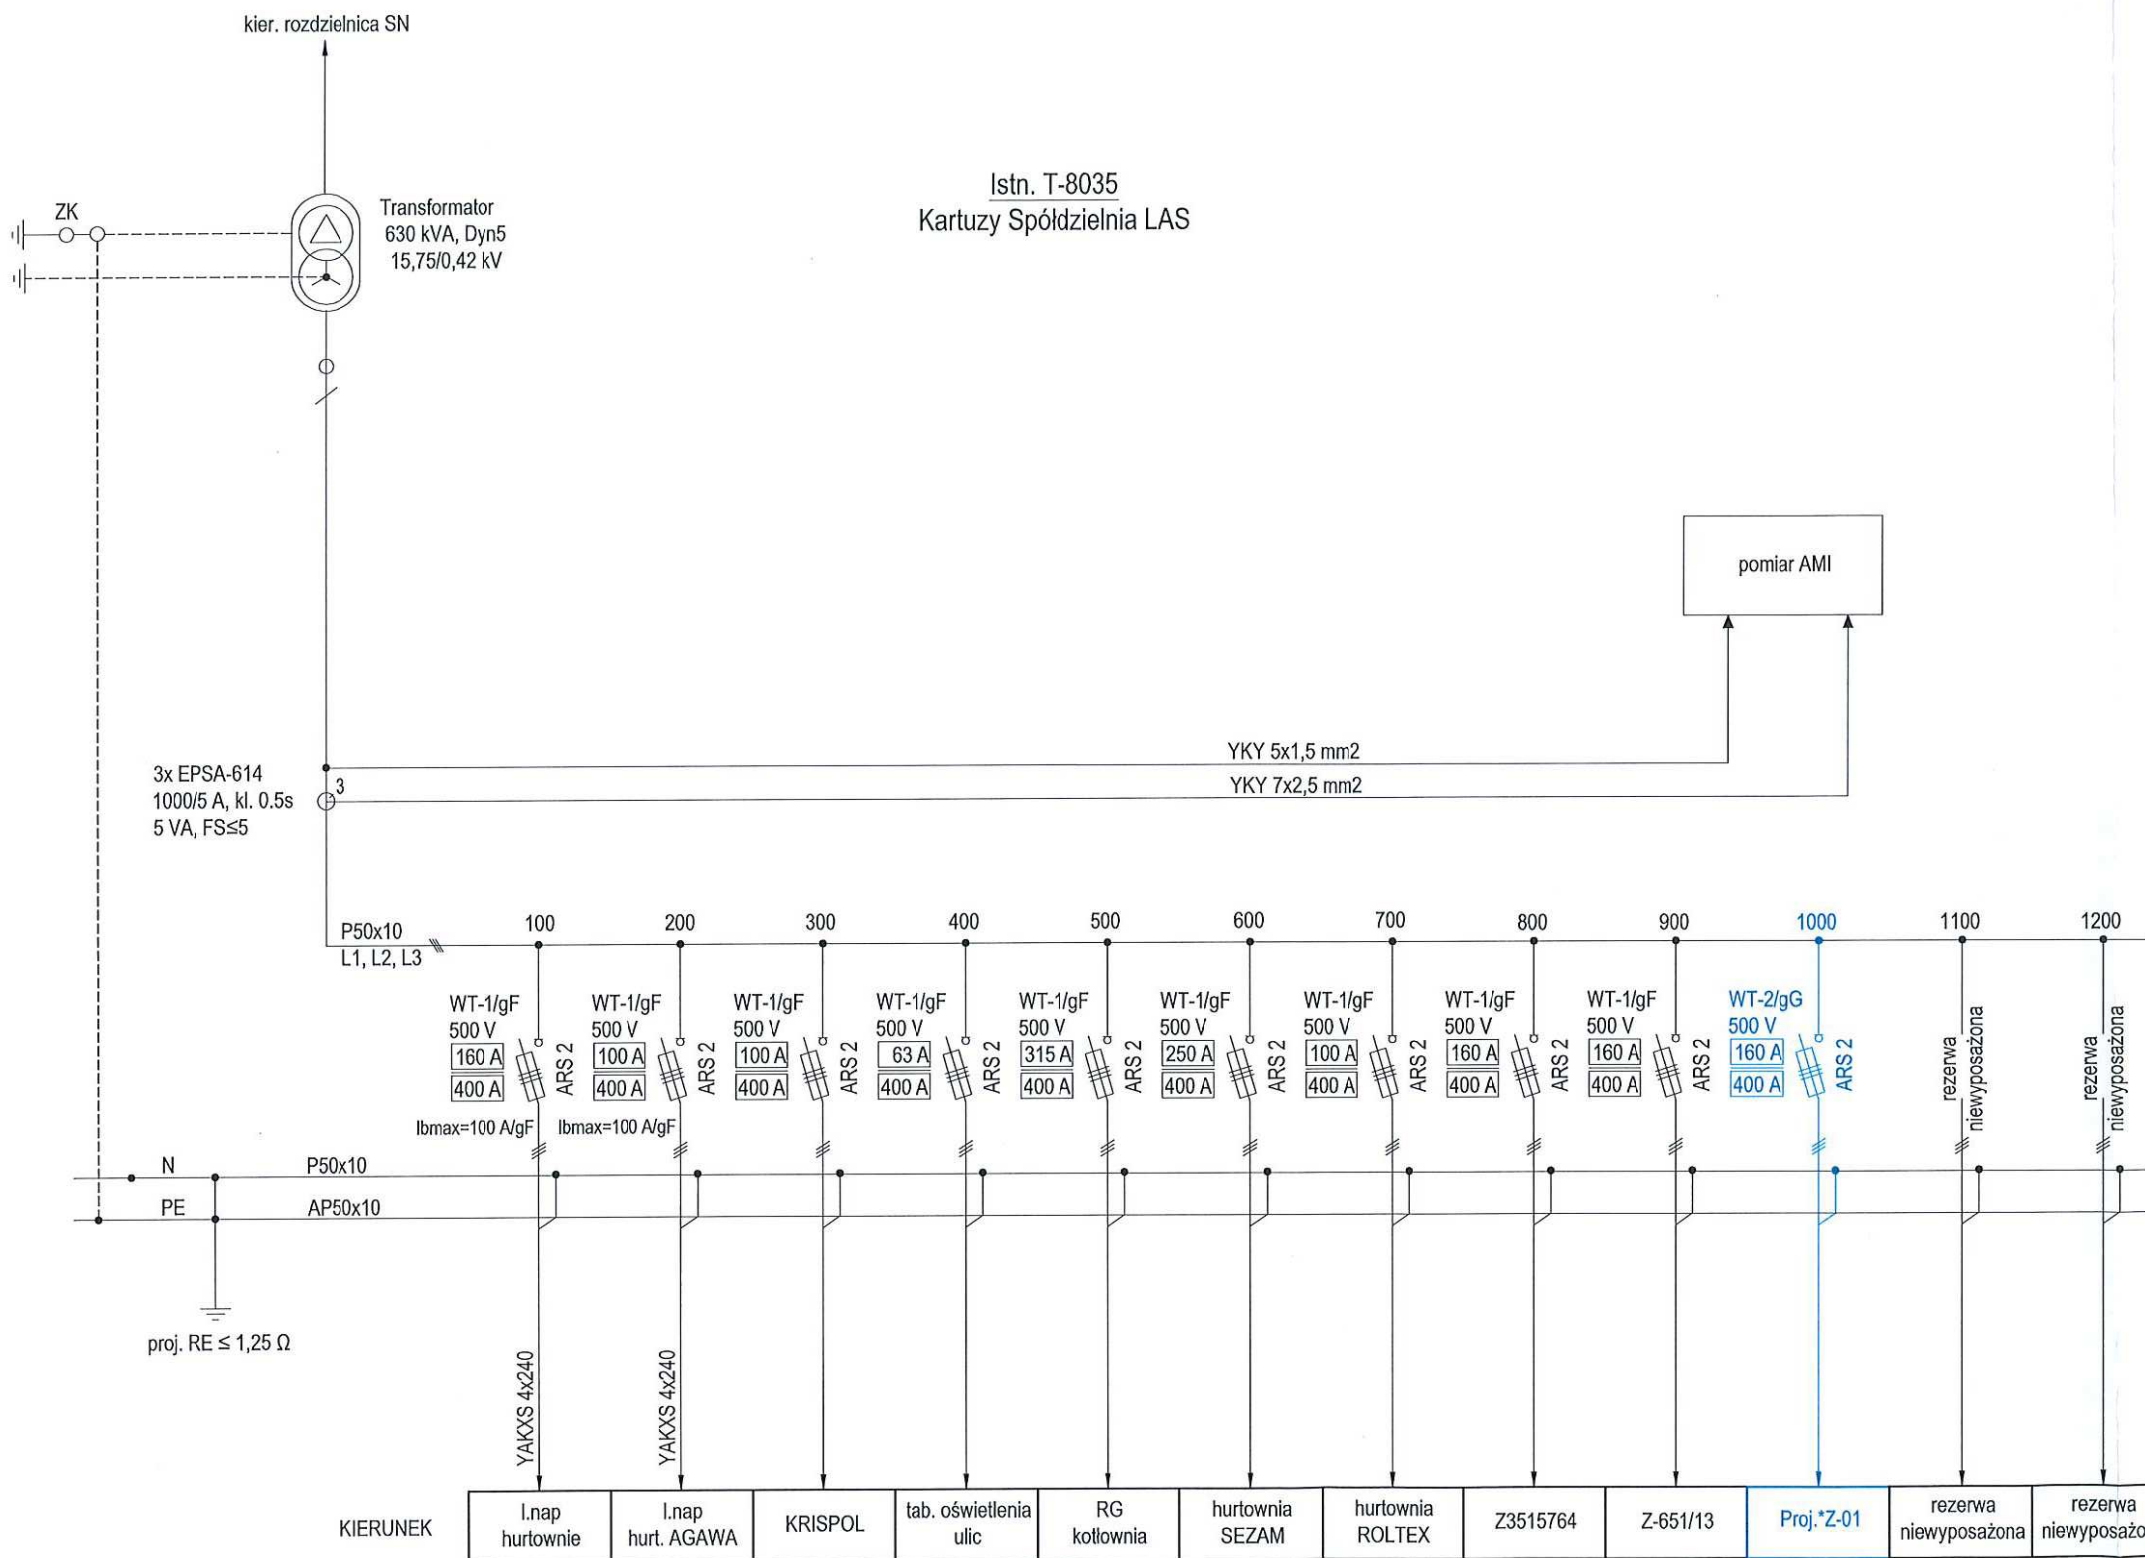 kier. rozdzielnica SN
Istn. T-8035
Kartuzy Spółdzielnia LAS
ZK
Transformator
630 kVA, Dyn5
15,75/0,42 kV
pomiar AMI
YKY 5x1,5 mm2
YKY 7x2,5 mm2
3x EPSA-614
1000/5 A, kl. 0.5s
5 VA, FS≤5
3
P50x10
L1, L2, L3
100
200
300
400
500
600
700
800
900
1000
1100
1200
WT-1/gF
500 V
160 A
400 A
ARS 2
Ibmax=100 A/gF
WT-1/gF
500 V
100 A
400 A
ARS 2
Ibmax=100 A/gF
WT-1/gF
500 V
100 A
400 A
ARS 2
WT-1/gF
500 V
63 A
400 A
ARS 2
WT-1/gF
500 V
315 A
400 A
ARS 2
WT-1/gF
500 V
250 A
400 A
ARS 2
WT-1/gF
500 V
100 A
400 A
ARS 2
WT-1/gF
500 V
160 A
400 A
ARS 2
WT-1/gF
500 V
160 A
400 A
ARS 2
WT-2/gG
500 V
160 A
400 A
ARS 2
rezerwa
niewyposażona
rezerwa
niewyposażona
N
P50x10
PE
AP50x10
proj. RE ≤ 1,25 Ω
YAKXS 4x240
YAKXS 4x240
KIERUNEK
l.nap
hurtownie
l.nap
hurt. AGAWA
KRISPOL
tab. oświetlenia
ulic
RG
kotłownia
hurtownia
SEZAM
hurtownia
ROLTEX
Z3515764
Z-651/13
Proj.*Z-01
rezerwa
niewyposażona
rezerwa
niewyposażo